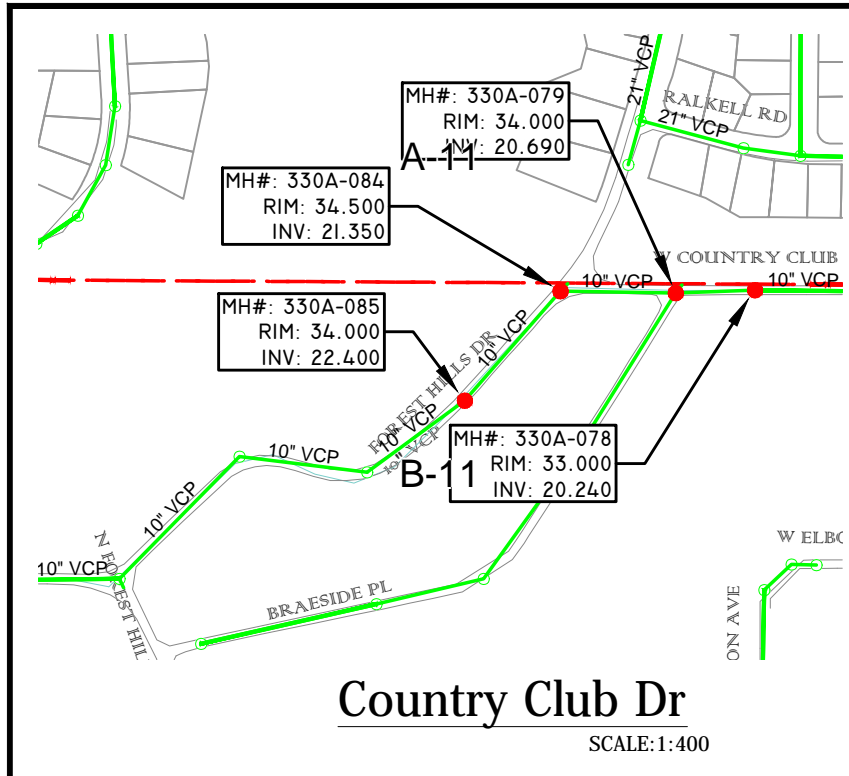 MH#: 330A-079
RIM: 34.000
INV: 20.690
A-11
21" VCP
RALKELL RD
21" VCP
MH#: 330A-084
RIM: 34.500
INV: 21.350
W COUNTRY CLUB
10" VCP
10" VCP
MH#: 330A-085
RIM: 34.000
INV: 22.400
10" VCP
FOREST HILLS DR
10" VCP
10" VCP
MH#: 330A-078
RIM: 33.000
INV: 20.240
B-11
10" VCP
10" VCP
10" VCP
N FOREST HIL
BRAESIDE PL
W ELBO
ON AVE
Country Club Dr
SCALE:1:400